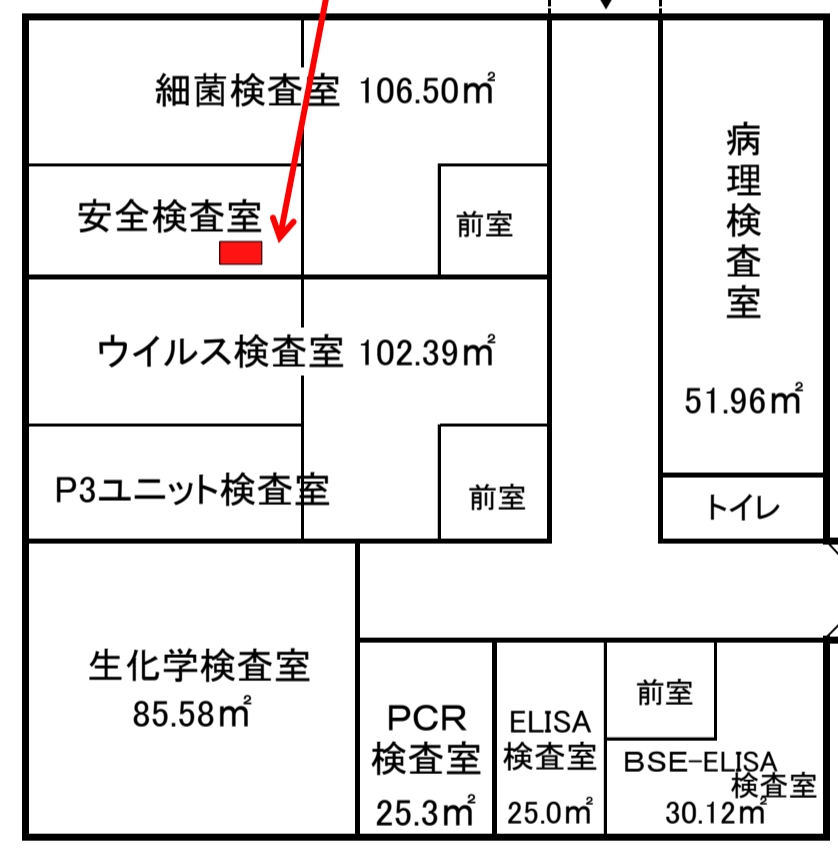 細菌検査室 106.50㎡
安全検査室
前室
ウイルス検査室 102.39㎡
P3ユニット検査室
前室
病理検査室
51.96㎡
トイレ
生化学検査室
85.58㎡
PCR
検査室
25.3㎡
ELISA
検査室
25.0㎡
前室
BSE-ELISA
検査室
30.12㎡